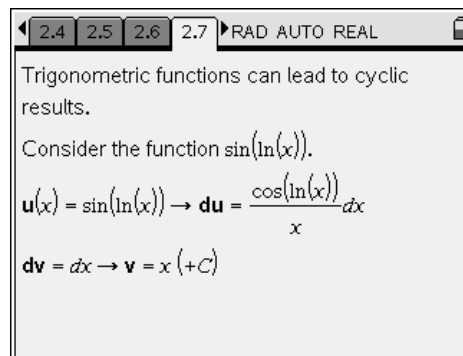 2.4 2.5 2.6 2.7 RAD AUTO REAL
Trigonometric functions can lead to cyclic
results.
Consider the function sin(ln(x)).
u(x) = sin(ln(x)) → du = cos(ln(x))/x dx
dv = dx → v = x (+C)